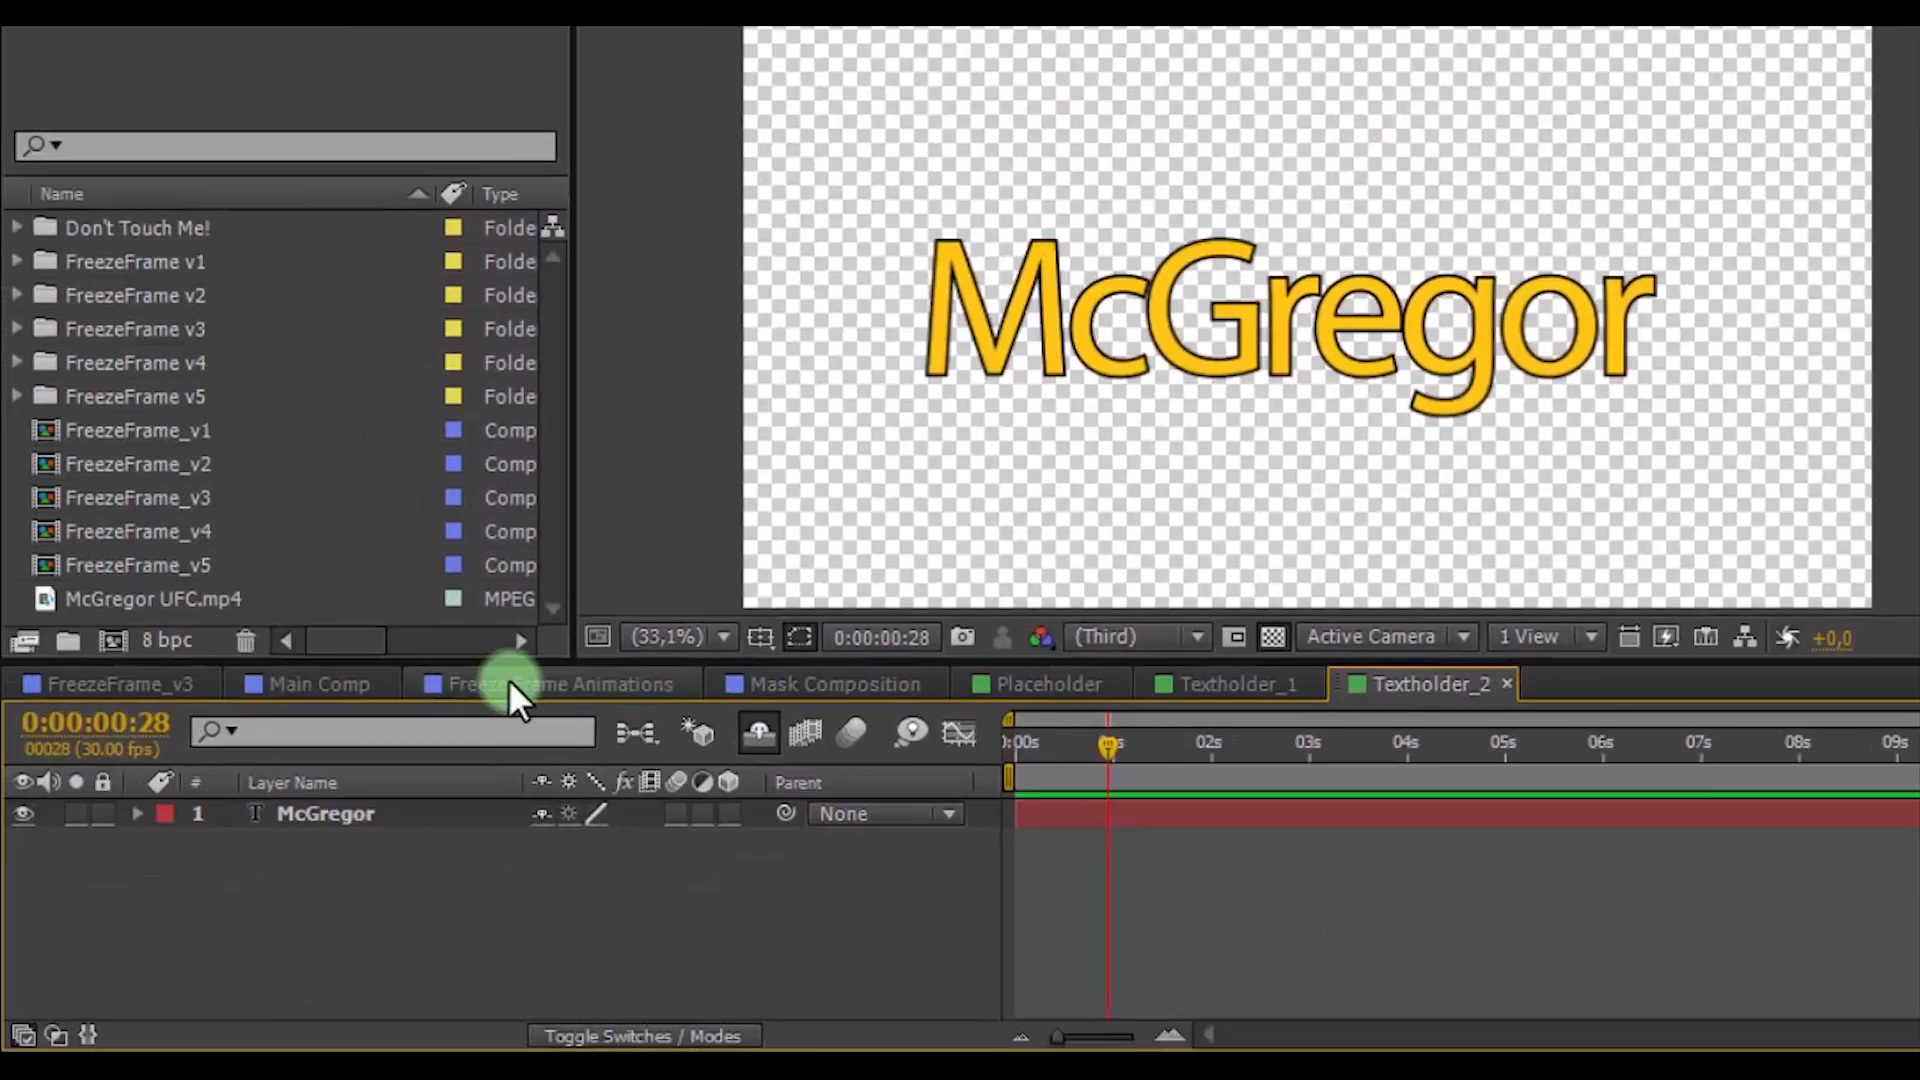 Name Type
Don't Touch Me! Folde
FreezeFrame v1 Folde
FreezeFrame v2 Folde
FreezeFrame v3 Folde
FreezeFrame v4 Folde
FreezeFrame v5 Folde
FreezeFrame_v1 Comp
FreezeFrame_v2 Comp
FreezeFrame_v3 Comp
FreezeFrame_v4 Comp
FreezeFrame_v5 Comp
McGregor UFC.mp4 MPEG
8 bpc
McGregor
(33,1%) 0:00:00:28 (Third) Active Camera 1 View +0,0
FreezeFrame_v3 Main Comp FreezeFrame Animations Mask Composition Placeholder Textholder_1 Textholder_2 ×
0:00:00:28
00028 (30.00 fps)
):00s 02s 03s 04s 05s 06s 07s 08s 09s
# Layer Name fx Parent
1 T McGregor None
Toggle Switches / Modes